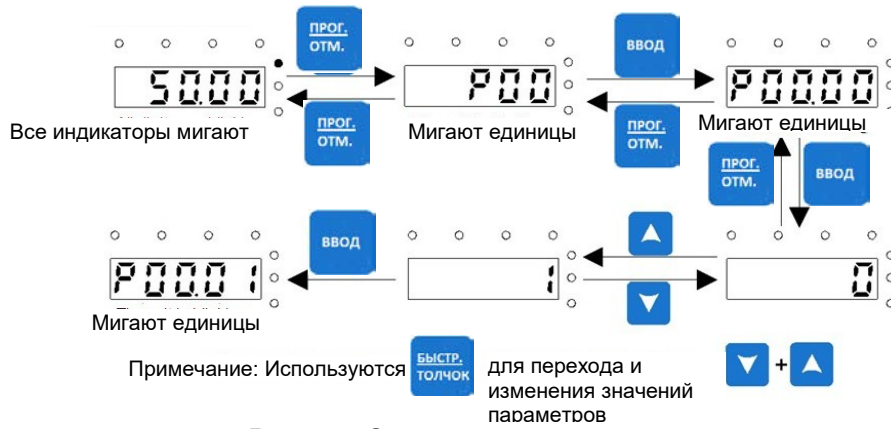 ПРОГ.
ОТМ.
ВВОД
50.00
P00
P00.00
Все индикаторы мигают
ПРОГ.
ОТМ.
Мигают единицы
ПРОГ.
ОТМ.
Мигают единицы
ПРОГ.
ОТМ.
ВВОД
P00.01
ВВОД
1
0
Мигают единицы
Примечание: Используются
БЫСТР.
ТОЛЧОК
для перехода и
изменения значений
параметров
+